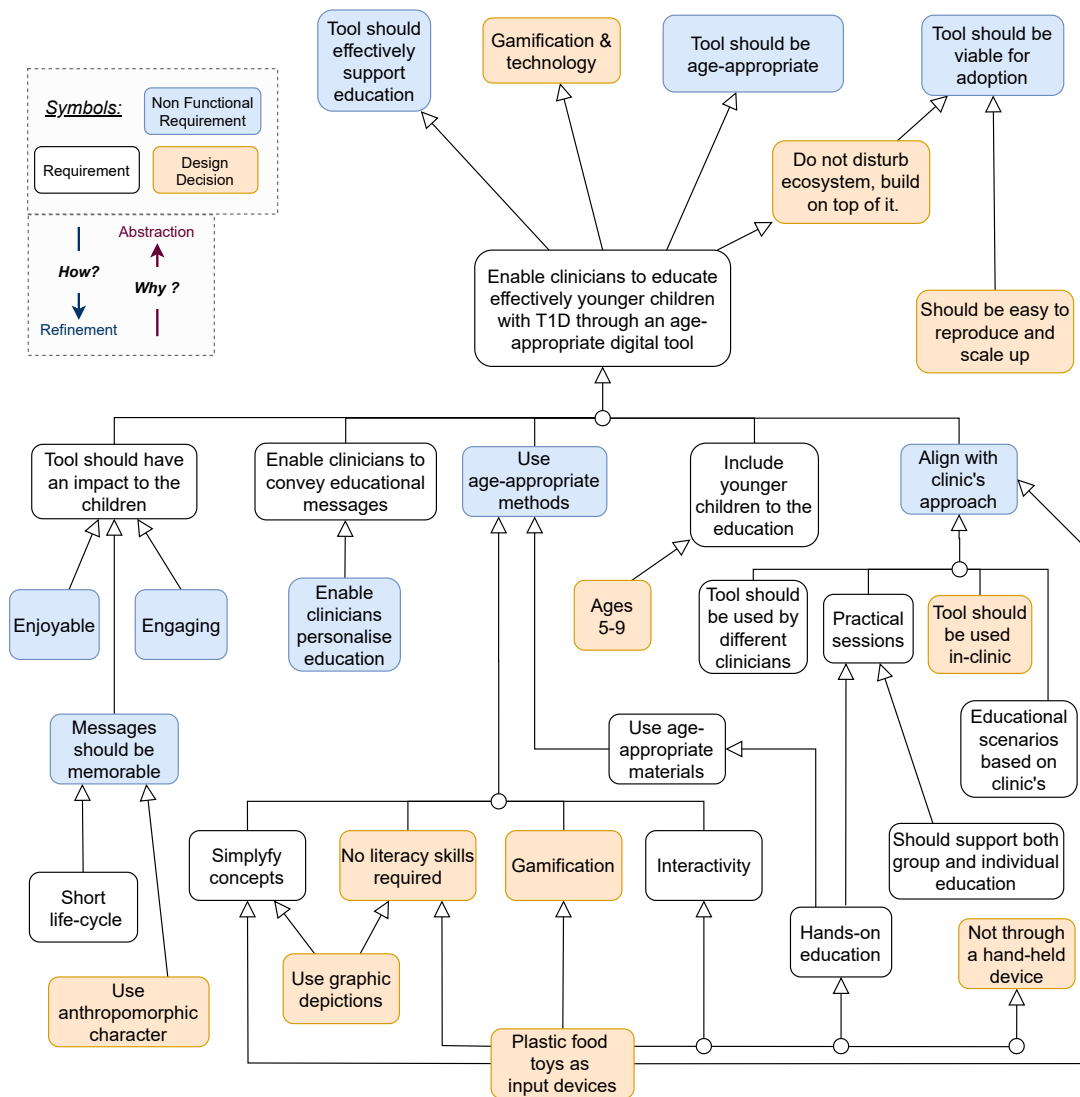 Tool should
effectively
support
education
Gamification &
technology
Tool should be
age-appropriate
Tool should be
viable for
adoption
Symbols:
Non Functional
Requirement
Requirement
Design
Decision
Do not disturb
ecosystem, build
on top of it.
Abstraction
How?
Why ?
Refinement
Enable clinicians to educate
effectively younger children
with T1D through an age-
appropriate digital tool
Should be easy to
reproduce and
scale up
Tool should have
an impact to the
children
Enable clinicians to
convey educational
messages
Use
age-appropriate
methods
Include
younger
children to the
education
Align with
clinic's
approach
Enjoyable
Engaging
Enable
clinicians
personalise
education
Ages
5-9
Tool should
be used by
different
clinicians
Practical
sessions
Tool should
be used
in-clinic
Messages
should be
memorable
Use age-
appropriate
materials
Educational
scenarios
based on
clinic's
Simplyfy
concepts
No literacy skills
required
Gamification
Interactivity
Should support both
group and individual
education
Short
life-cycle
Hands-on
education
Not through
a hand-held
device
Use
anthropomorphic
character
Use graphic
depictions
Plastic food
toys as
input devices